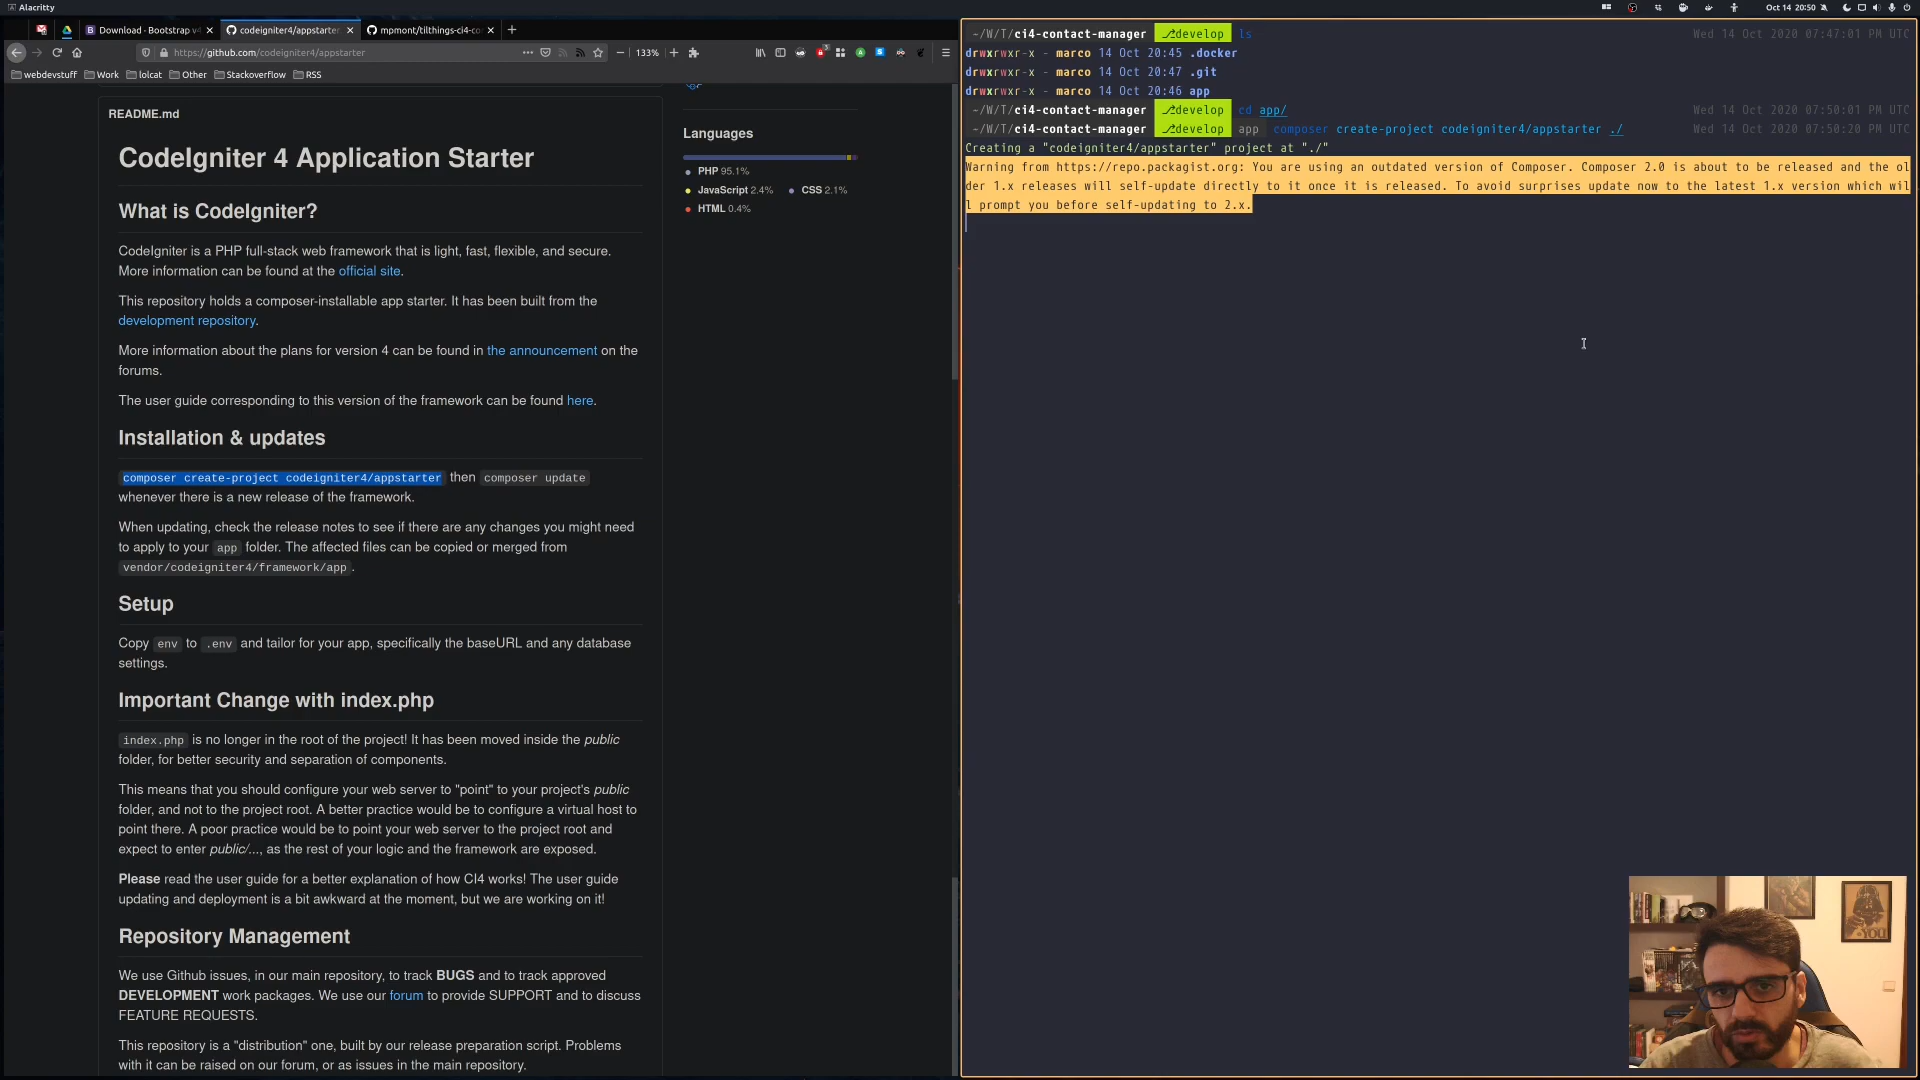 Alacritty
Oct 14 20:50
Download · Bootstrap v
codeigniter4/appstarter
mpmont/tilthings-ci4-co
https://github.com/codeigniter4/appstarter
133%
webdevstuff
Work
lolcat
Other
Stackoverflow
RSS
README.md
CodeIgniter 4 Application Starter
What is CodeIgniter?
CodeIgniter is a PHP full-stack web framework that is light, fast, flexible, and secure.
More information can be found at the official site.
This repository holds a composer-installable app starter. It has been built from the
development repository.
More information about the plans for version 4 can be found in the announcement on the
forums.
The user guide corresponding to this version of the framework can be found here.
Installation & updates
composer create-project codeigniter4/appstarter then composer update
whenever there is a new release of the framework.
When updating, check the release notes to see if there are any changes you might need
to apply to your app folder. The affected files can be copied or merged from
vendor/codeigniter4/framework/app.
Setup
Copy env to .env and tailor for your app, specifically the baseURL and any database
settings.
Important Change with index.php
index.php is no longer in the root of the project! It has been moved inside the public
folder, for better security and separation of components.
This means that you should configure your web server to "point" to your project's public
folder, and not to the project root. A better practice would be to configure a virtual host to
point there. A poor practice would be to point your web server to the project root and
expect to enter public/..., as the rest of your logic and the framework are exposed.
Please read the user guide for a better explanation of how CI4 works! The user guide
updating and deployment is a bit awkward at the moment, but we are working on it!
Repository Management
We use Github issues, in our main repository, to track BUGS and to track approved
DEVELOPMENT work packages. We use our forum to provide SUPPORT and to discuss
FEATURE REQUESTS.
This repository is a "distribution" one, built by our release preparation script. Problems
with it can be raised on our forum, or as issues in the main repository.
Languages
PHP 95.1%
JavaScript 2.4%
CSS 2.1%
HTML 0.4%
~/W/T/ci4-contact-manager develop ls Wed 14 Oct 2020 07:47:01 PM UTC
drwxrwxr-x - marco 14 Oct 20:45 .docker
drwxrwxr-x - marco 14 Oct 20:47 .git
drwxrwxr-x - marco 14 Oct 20:46 app
~/W/T/ci4-contact-manager develop cd app/ Wed 14 Oct 2020 07:50:01 PM UTC
~/W/T/ci4-contact-manager develop app composer create-project codeigniter4/appstarter ./ Wed 14 Oct 2020 07:50:20 PM UTC
Creating a "codeigniter4/appstarter" project at "./"
Warning from https://repo.packagist.org: You are using an outdated version of Composer. Composer 2.0 is about to be released and the ol
der 1.x releases will self-update directly to it once it is released. To avoid surprises update now to the latest 1.x version which wil
l prompt you before self-updating to 2.x.
YOU